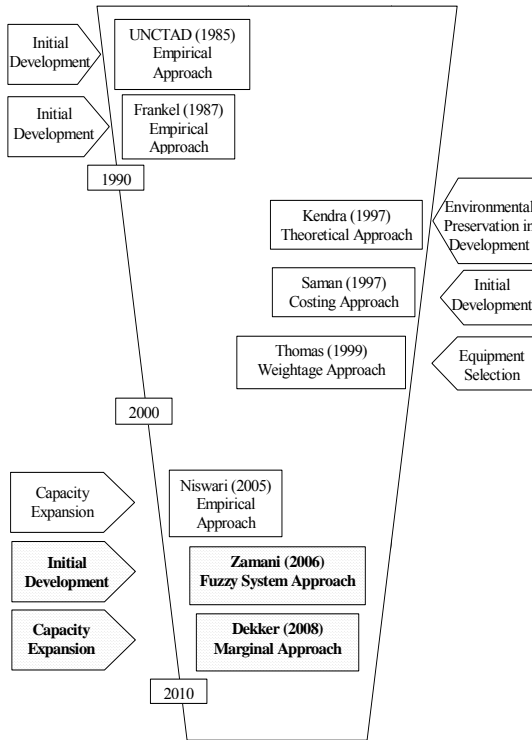 Initial
Development
UNCTAD (1985)
Empirical
Approach
Initial
Development
Frankel (1987)
Empirical
Approach
1990
Kendra (1997)
Theoretical Approach
Environmental
Preservation in
Development
Saman (1997)
Costing Approach
Initial
Development
Thomas (1999)
Weightage Approach
Equipment
Selection
2000
Capacity
Expansion
Niswari (2005)
Empirical
Approach
Initial
Development
Zamani (2006)
Fuzzy System Approach
Capacity
Expansion
Dekker (2008)
Marginal Approach
2010